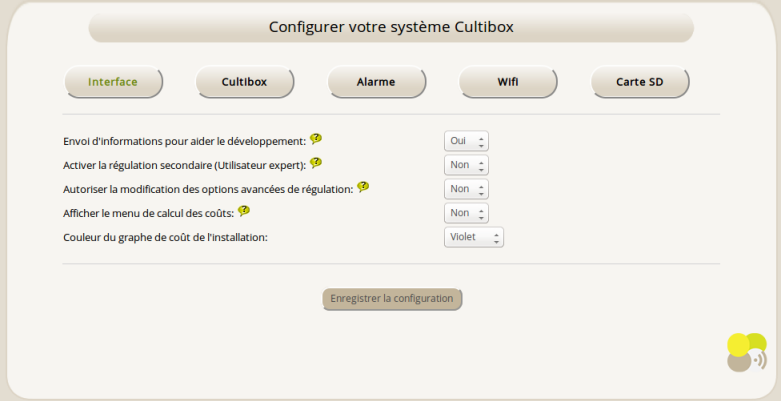 Configurer votre système Cultibox
Interface Cultibox Alarme Wifi Carte SD
Envoi d'informations pour aider le développement: ? Oui
Activer la régulation secondaire (Utilisateur expert): ? Non
Autoriser la modification des options avancées de régulation: ? Non
Afficher le menu de calcul des coûts: ? Non
Couleur du graphe de coût de l'installation: Violet
Enregistrer la configuration